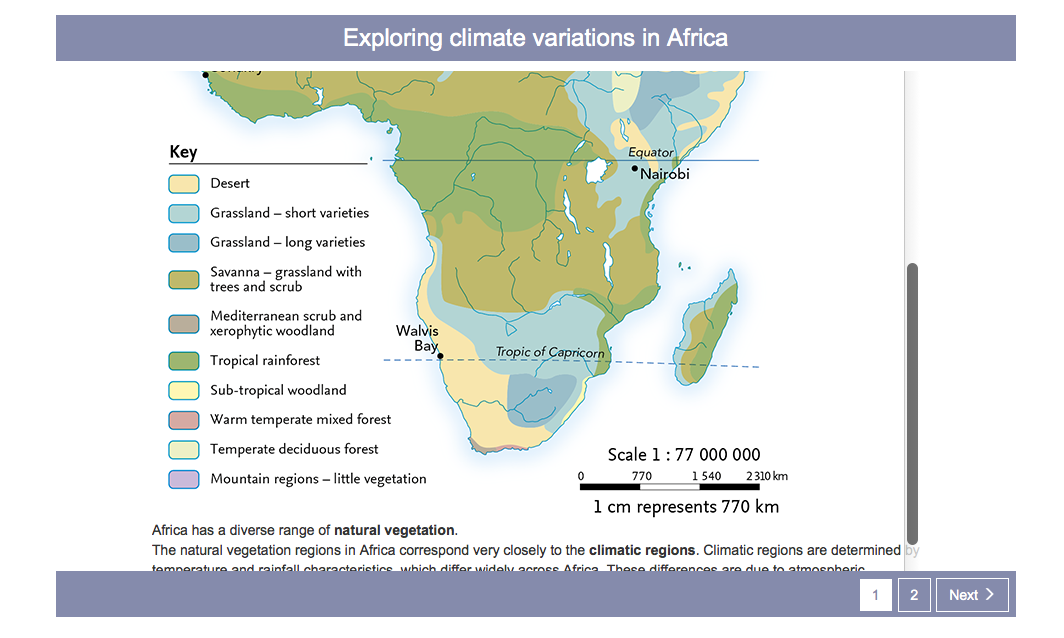 Exploring climate variations in Africa
Equator
Nairobi
Key
Desert
Grassland – short varieties
Grassland – long varieties
Savanna – grassland with
trees and scrub
Mediterranean scrub and
xerophytic woodland
Tropical rainforest
Sub-tropical woodland
Warm temperate mixed forest
Temperate deciduous forest
Mountain regions – little vegetation
Walvis
Bay
Tropic of Capricorn
Scale 1 : 77 000 000
0 770 1 540 2310 km
1 cm represents 770 km
Africa has a diverse range of natural vegetation.
The natural vegetation regions in Africa correspond very closely to the climatic regions. Climatic regions are determined by
temperature and rainfall characteristics, which differ widely across Africa. These differences are due to atmospheric
1 2 Next